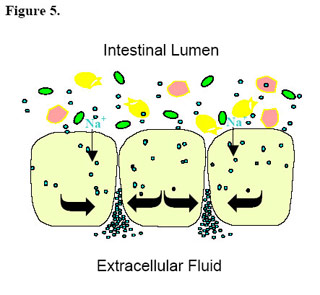 Figure 5.
Intestinal Lumen
Na⁺ Na⁺
Extracellular Fluid